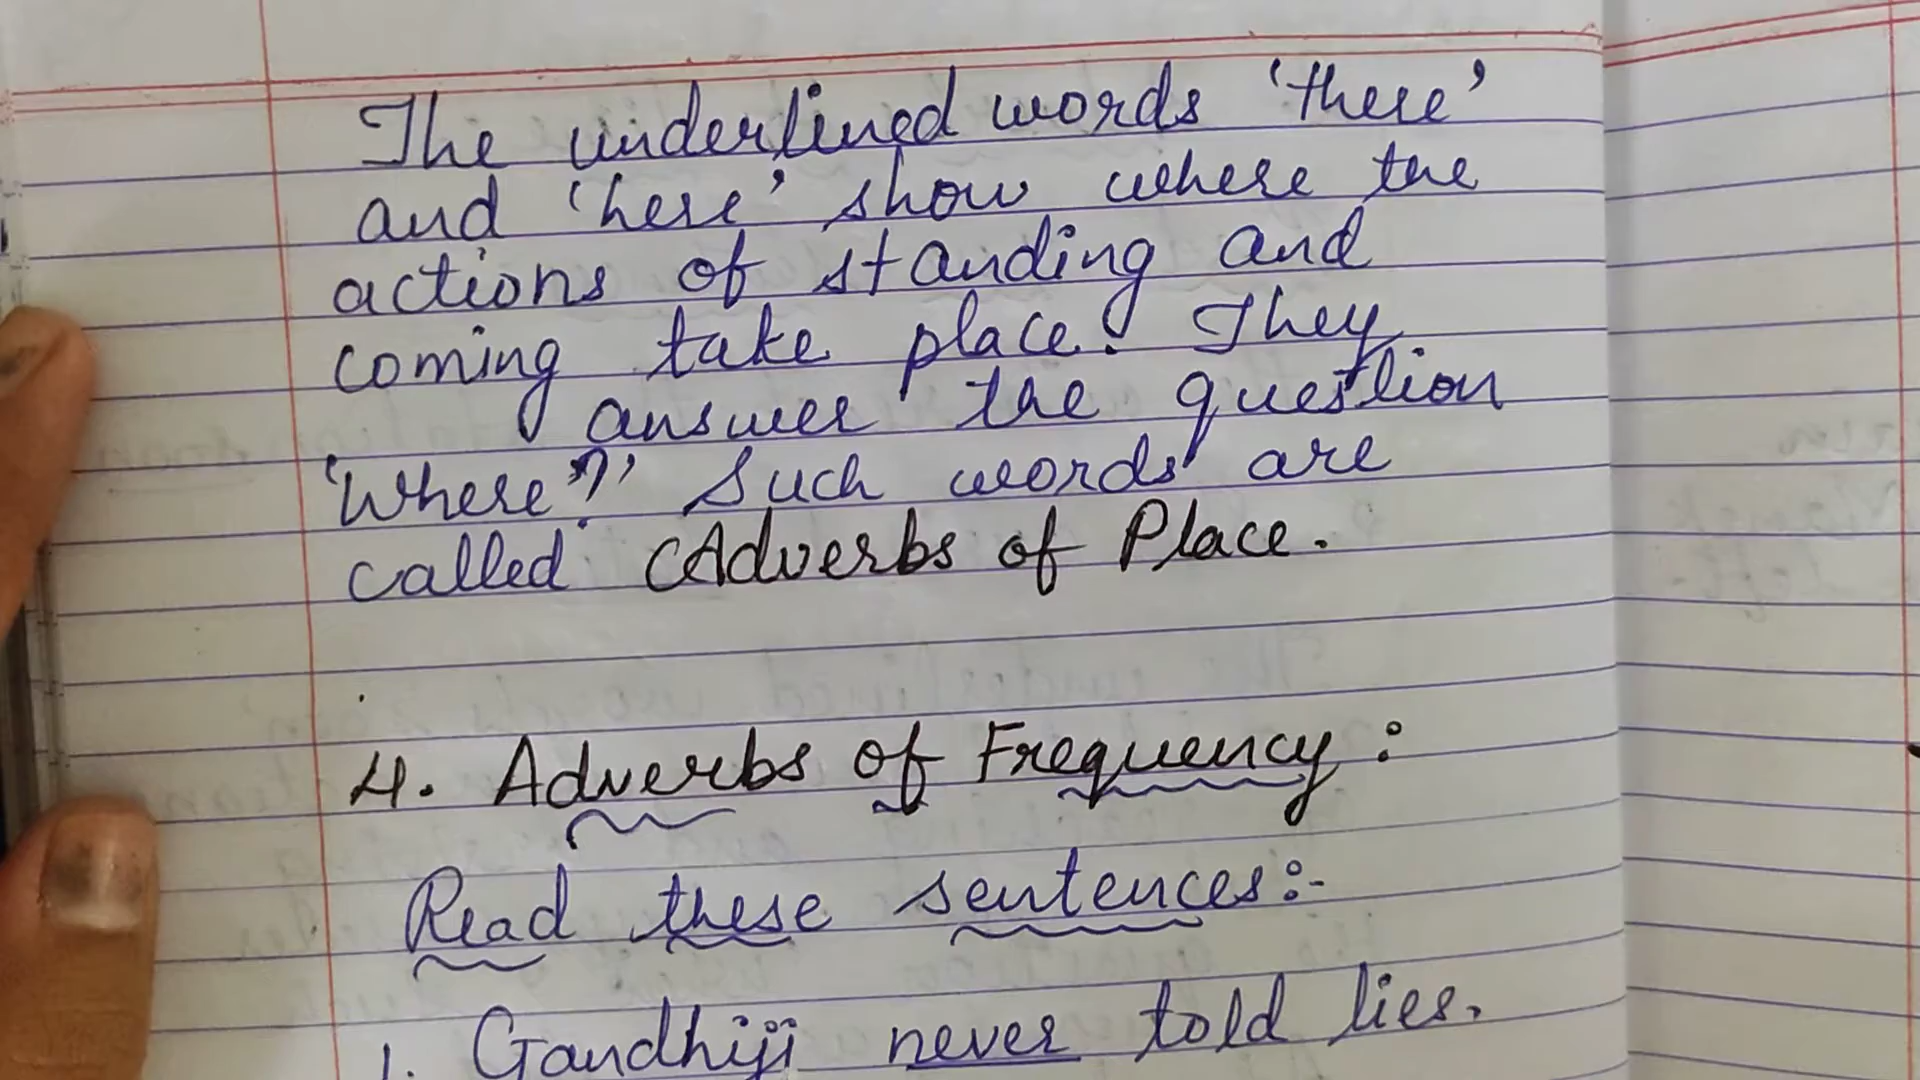 The underlined words 'there'
and 'here' show where the
actions of standing and
coming take place. They
answer the question
'Where?' Such words are
called Adverbs of Place.
4. Adverbs of Frequency:
Read these sentences:-
1. Gandhiji never told lies.
Left.